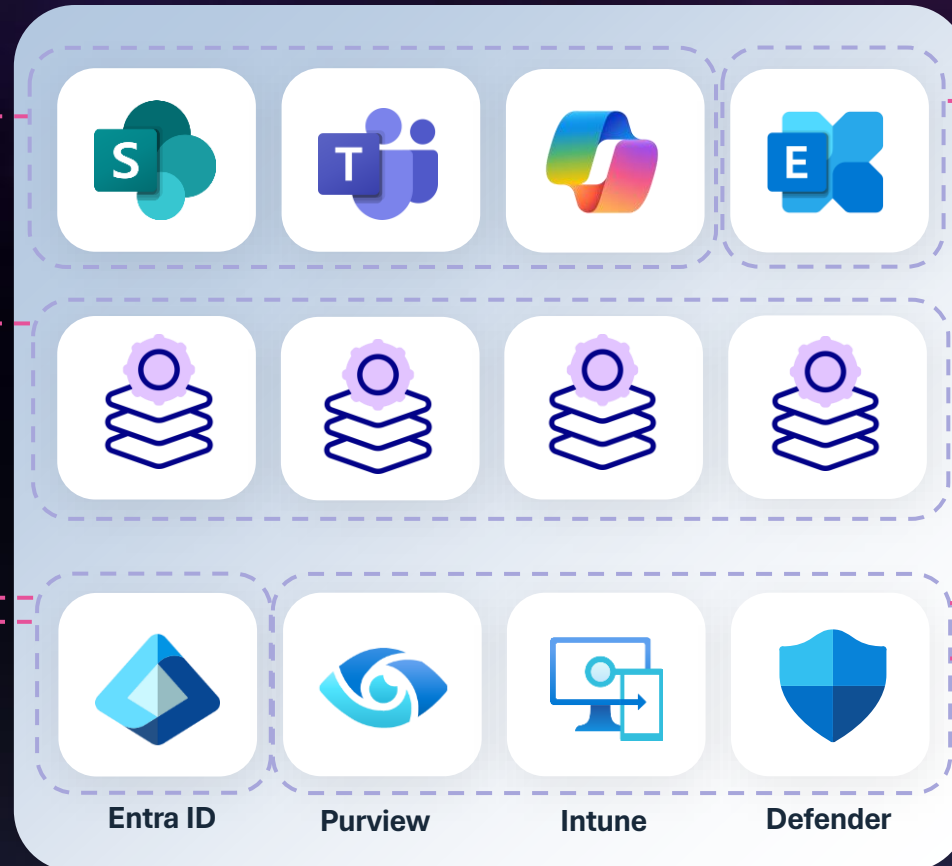 S
T
E
Entra ID
Purview
Intune
Defender